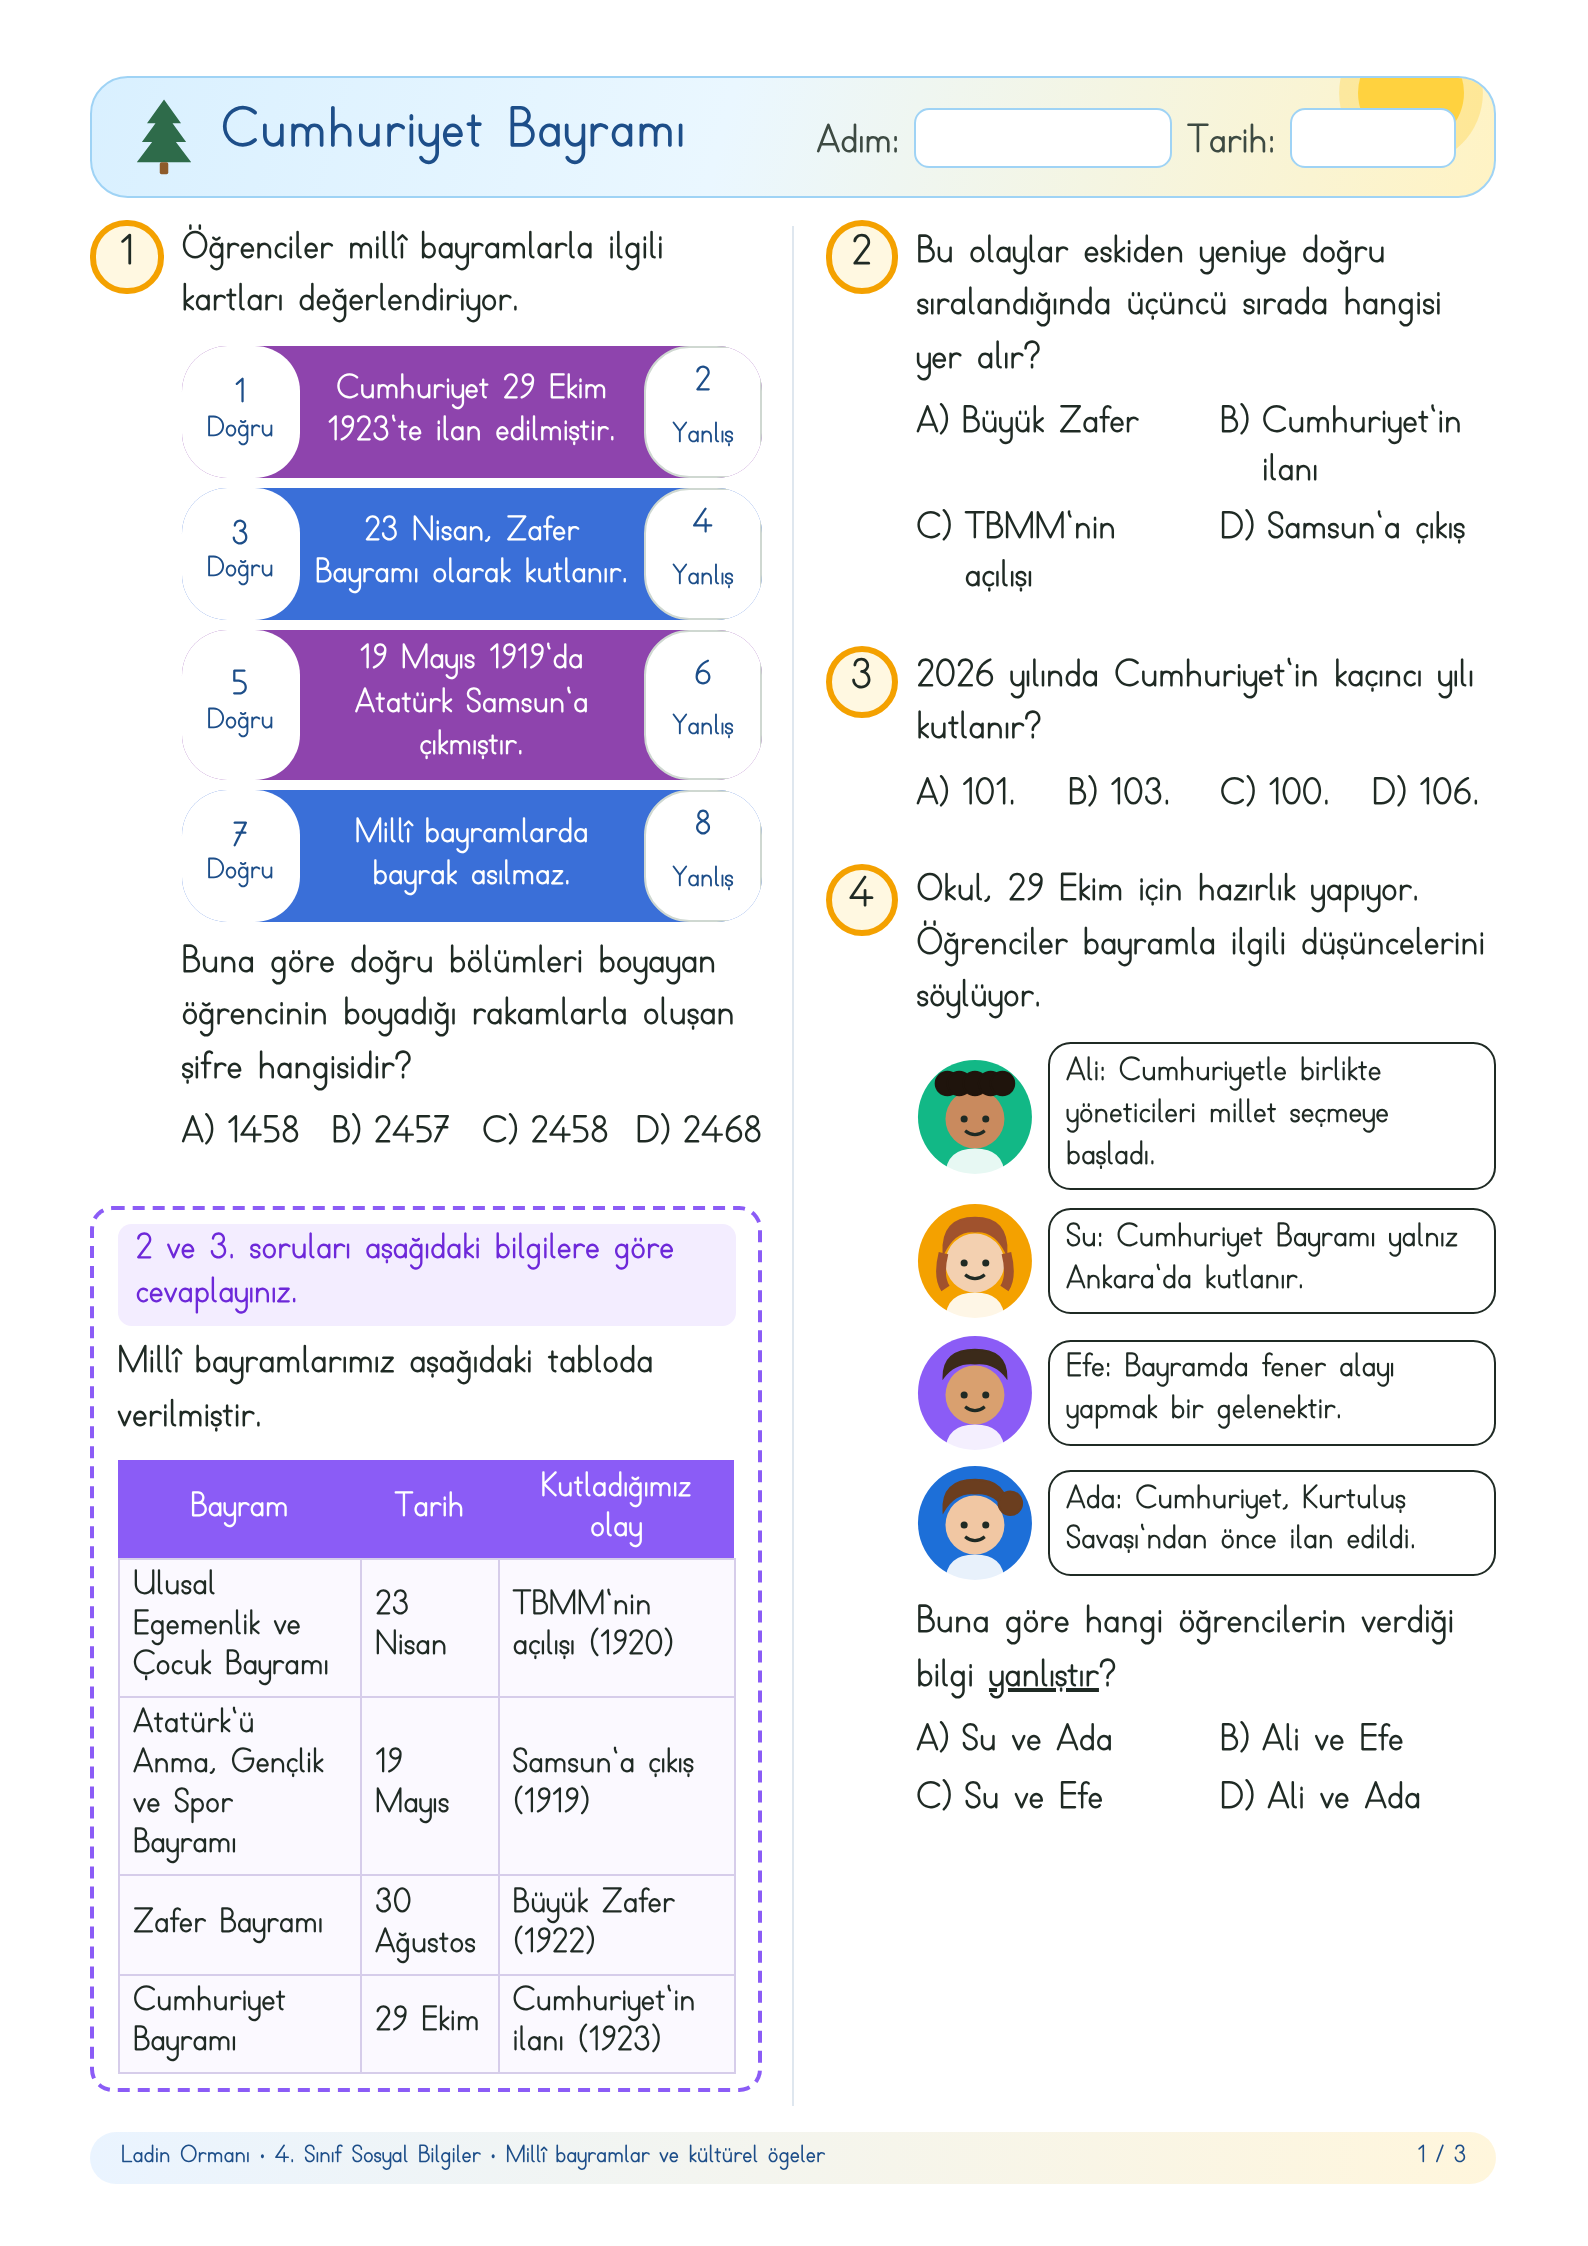 Cumhuriyet Bayramı
Adım:
Tarih:
1
Öğrenciler millî bayramlarla ilgili
kartları değerlendiriyor.
1
Doğru
Cumhuriyet 29 Ekim
1923'te ilan edilmiştir.
2
Yanlış
3
Doğru
23 Nisan, Zafer
Bayramı olarak kutlanır.
4
Yanlış
5
Doğru
19 Mayıs 1919'da
Atatürk Samsun'a
çıkmıştır.
6
Yanlış
7
Doğru
Millî bayramlarda
bayrak asılmaz.
8
Yanlış
Buna göre doğru bölümleri boyayan
öğrencinin boyadığı rakamlarla oluşan
şifre hangisidir?
A) 1458 B) 2457 C) 2458 D) 2468
2 ve 3. soruları aşağıdaki bilgilere göre
cevaplayınız.
Millî bayramlarımız aşağıdaki tabloda
verilmiştir.
Bayram
Tarih
Kutladığımız
olay
Ulusal
Egemenlik ve
Çocuk Bayramı
23
Nisan
TBMM'nin
açılışı (1920)
Atatürk'ü
Anma, Gençlik
ve Spor
Bayramı
19
Mayıs
Samsun'a çıkış
(1919)
Zafer Bayramı
30
Ağustos
Büyük Zafer
(1922)
Cumhuriyet
Bayramı
29 Ekim
Cumhuriyet'in
ilanı (1923)
2
Bu olaylar eskiden yeniye doğru
sıralandığında üçüncü sırada hangisi
yer alır?
A) Büyük Zafer
B) Cumhuriyet'in
ilanı
C) TBMM'nin
açılışı
D) Samsun'a çıkış
3
2026 yılında Cumhuriyet'in kaçıncı yılı
kutlanır?
A) 101. B) 103. C) 100. D) 106.
4
Okul, 29 Ekim için hazırlık yapıyor.
Öğrenciler bayramla ilgili düşüncelerini
söylüyor.
Ali: Cumhuriyetle birlikte
yöneticileri millet seçmeye
başladı.
Su: Cumhuriyet Bayramı yalnız
Ankara'da kutlanır.
Efe: Bayramda fener alayı
yapmak bir gelenektir.
Ada: Cumhuriyet, Kurtuluş
Savaşı'ndan önce ilan edildi.
Buna göre hangi öğrencilerin verdiği
bilgi yanlıştır?
A) Su ve Ada
B) Ali ve Efe
C) Su ve Efe
D) Ali ve Ada
Ladin Ormanı • 4. Sınıf Sosyal Bilgiler • Millî bayramlar ve kültürel ögeler
1 / 3